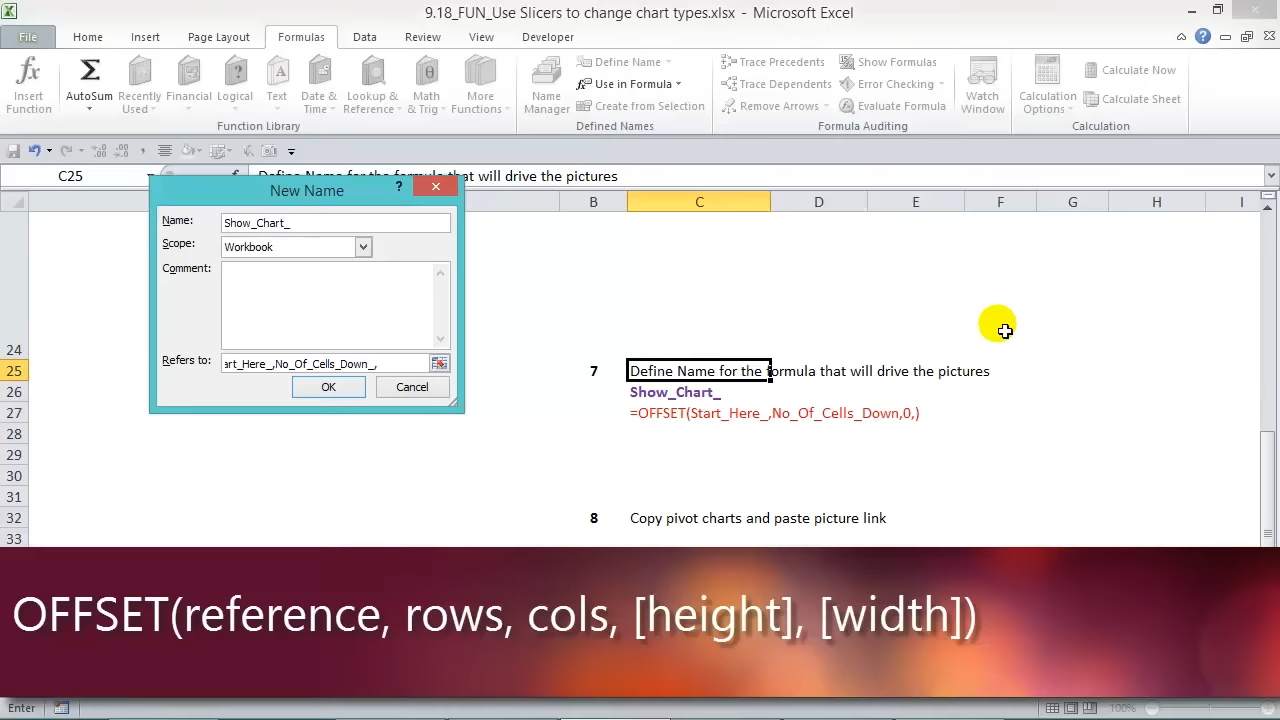 9.18_FUN_Use Slicers to change chart types.xlsx - Microsoft Excel
File Home Insert Page Layout Formulas Data Review View Developer
Insert Function
AutoSum
Recently Used
Financial
Logical
Text
Date & Time
Lookup & Reference
Math & Trig
More Functions
Function Library
Name Manager
Define Name
Use in Formula
Create from Selection
Defined Names
Trace Precedents
Trace Dependents
Remove Arrows
Show Formulas
Error Checking
Evaluate Formula
Formula Auditing
Watch Window
Calculation Options
Calculate Now
Calculate Sheet
Calculation
C25
Define Name for the formula that will drive the pictures
New Name
Name: Show_Chart_
Scope: Workbook
Comment:
Refers to: art_Here_,No_Of_Cells_Down_,
OK Cancel
B C D E F G H I
24
25 7 Define Name for the formula that will drive the pictures
26 Show_Chart_
27 =OFFSET(Start_Here_,No_Of_Cells_Down,0,)
28
29
30
31
32 8 Copy pivot charts and paste picture link
33
OFFSET(reference, rows, cols, [height], [width])
Enter 100%